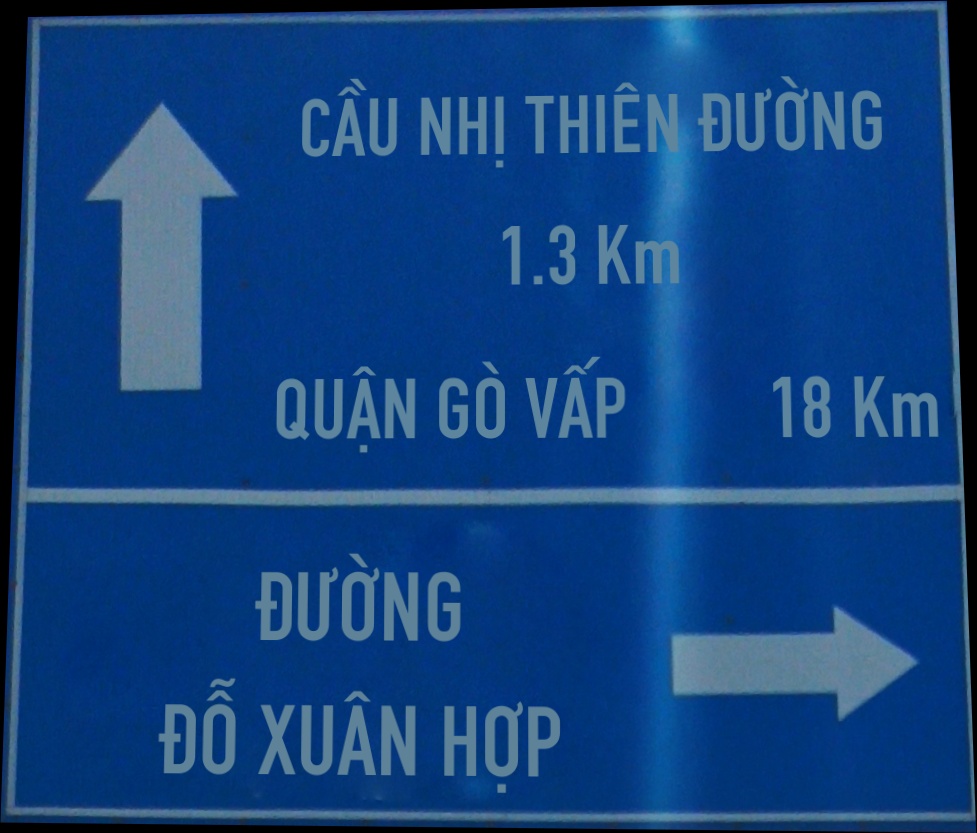 CẦU NHỊ THIÊN ĐƯỜNG
1.3 Km
QUẬN GÒ VẤP 18 Km
ĐƯỜNG
ĐỖ XUÂN HỢP